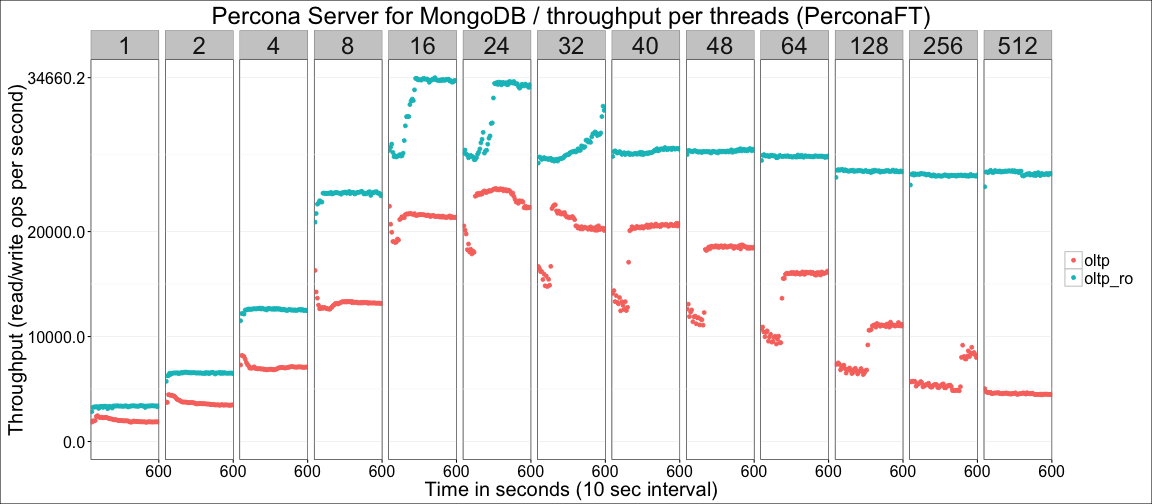 Percona Server for MongoDB / throughput per threads (PerconaFT)
1 2 4 8 16 24 32 40 48 64 128 256 512
Throughput (read/write ops per second)
34660.2
20000.0
10000.0
0.0
oltp
oltp_ro
600 600 600 600 600 600 600 600 600 600 600 600 600
Time in seconds (10 sec interval)